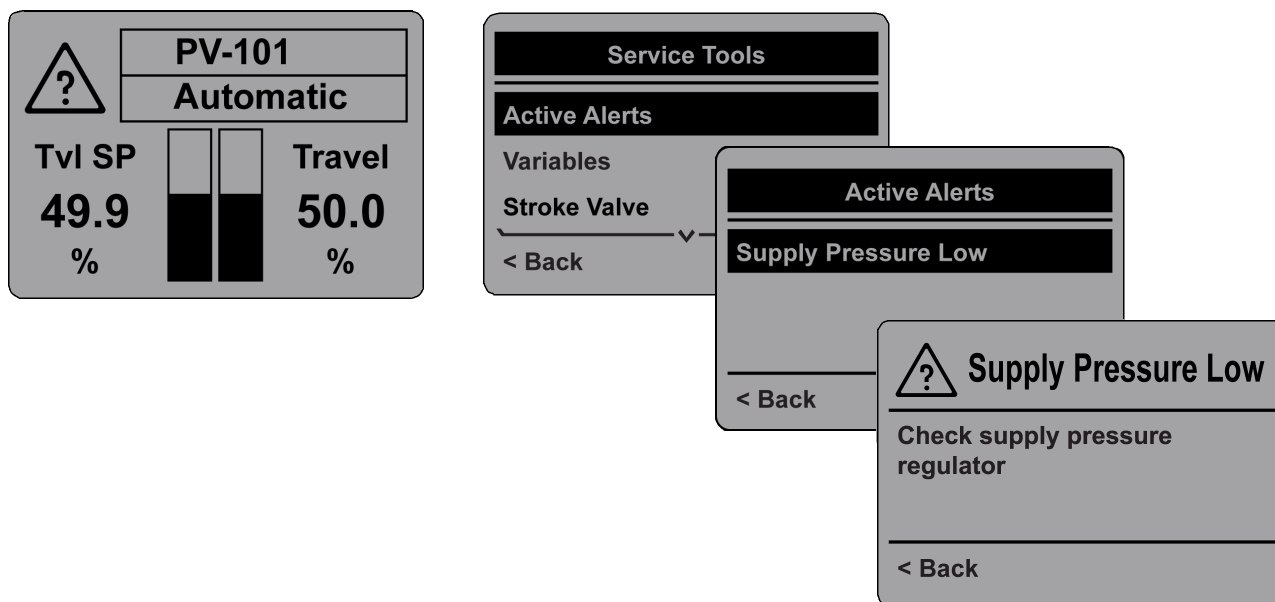 ?
PV-101
Automatic
Tvl SP
49.9
%
Travel
50.0
%
Service Tools
Active Alerts
Variables
Stroke Valve
< Back
Active Alerts
Supply Pressure Low
< Back
? Supply Pressure Low
Check supply pressure
regulator
< Back